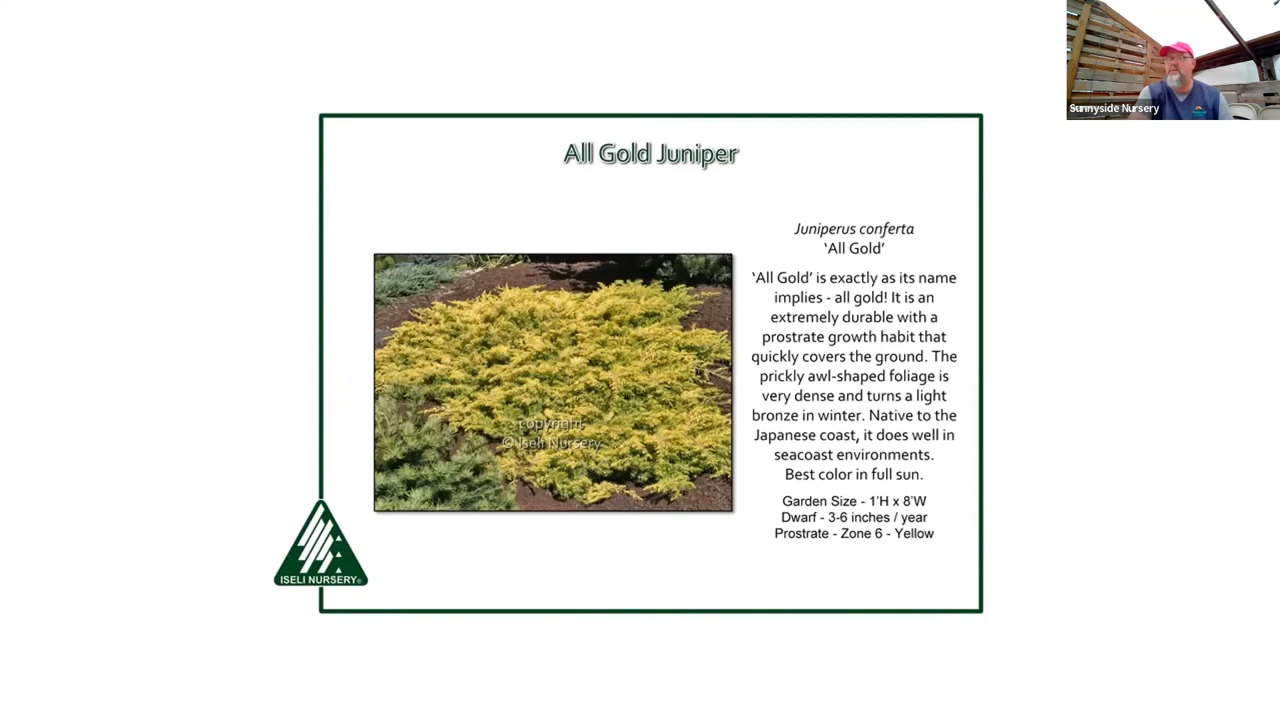 Sunnyside Nursery
All Gold Juniper
Juniperus conferta
‘All Gold’
‘All Gold’ is exactly as its name
implies - all gold! It is an
extremely durable with a
prostrate growth habit that
quickly covers the ground. The
prickly awl-shaped foliage is
very dense and turns a light
bronze in winter. Native to the
Japanese coast, it does well in
seacoast environments.
Best color in full sun.
Garden Size - 1'H x 8'W
Dwarf - 3-6 inches / year
Prostrate - Zone 6 - Yellow
copyright
© Iseli Nursery
ISELI NURSERY®